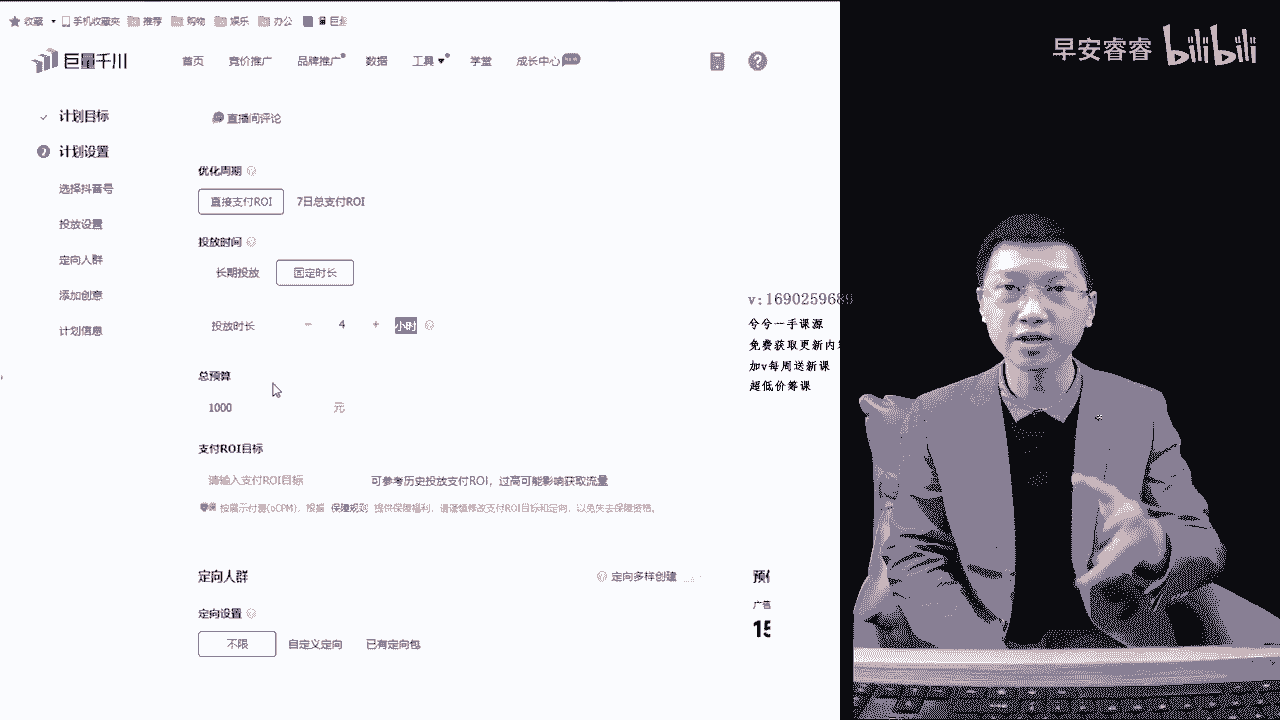 收藏 手机收藏夹 推荐 购物 娱乐 办公 巨量
巨量千川 首页 竞价推广 品牌推广 数据 工具 学堂 成长中心
早安睿睿 bilibili
计划目标
计划设置
选择抖音号
投放设置
定向人群
添加创意
计划信息
直播间评论
优化周期
直接支付ROI 7日总支付ROI
投放时间
长期投放 固定时长
投放时长 − 4 + 小时
总预算
1000 元
支付ROI目标
请输入支付ROI目标 可参考历史投放支付ROI，过高可能影响获取流量
按展示付费(oCPM)，根据 保障规则 提供保障福利，请谨慎修改支付ROI目标和定向，以免失去保障资格。
定向人群 定向多样创建
定向设置
不限 自定义定向 已有定向包
v:1690259689
兮兮一手课源
免费获取更新内容
加v每周送新课
超低价筹课
广告
15